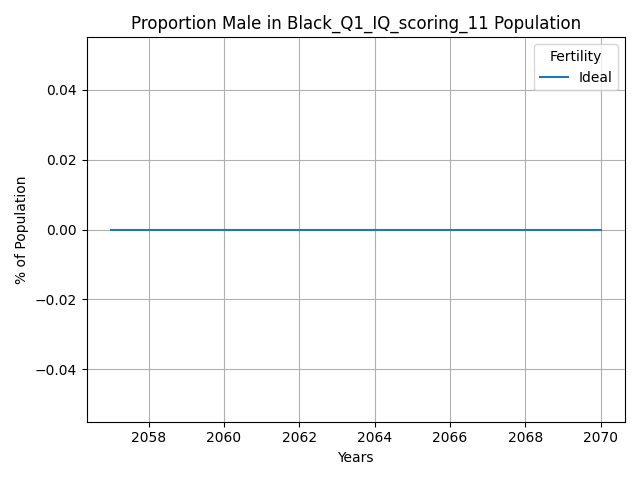 Proportion Male in Black_Q1_IQ_scoring_11 Population
Fertility
Ideal
0.04
0.02
0.00
−0.02
−0.04
% of Population
2058 2060 2062 2064 2066 2068 2070
Years